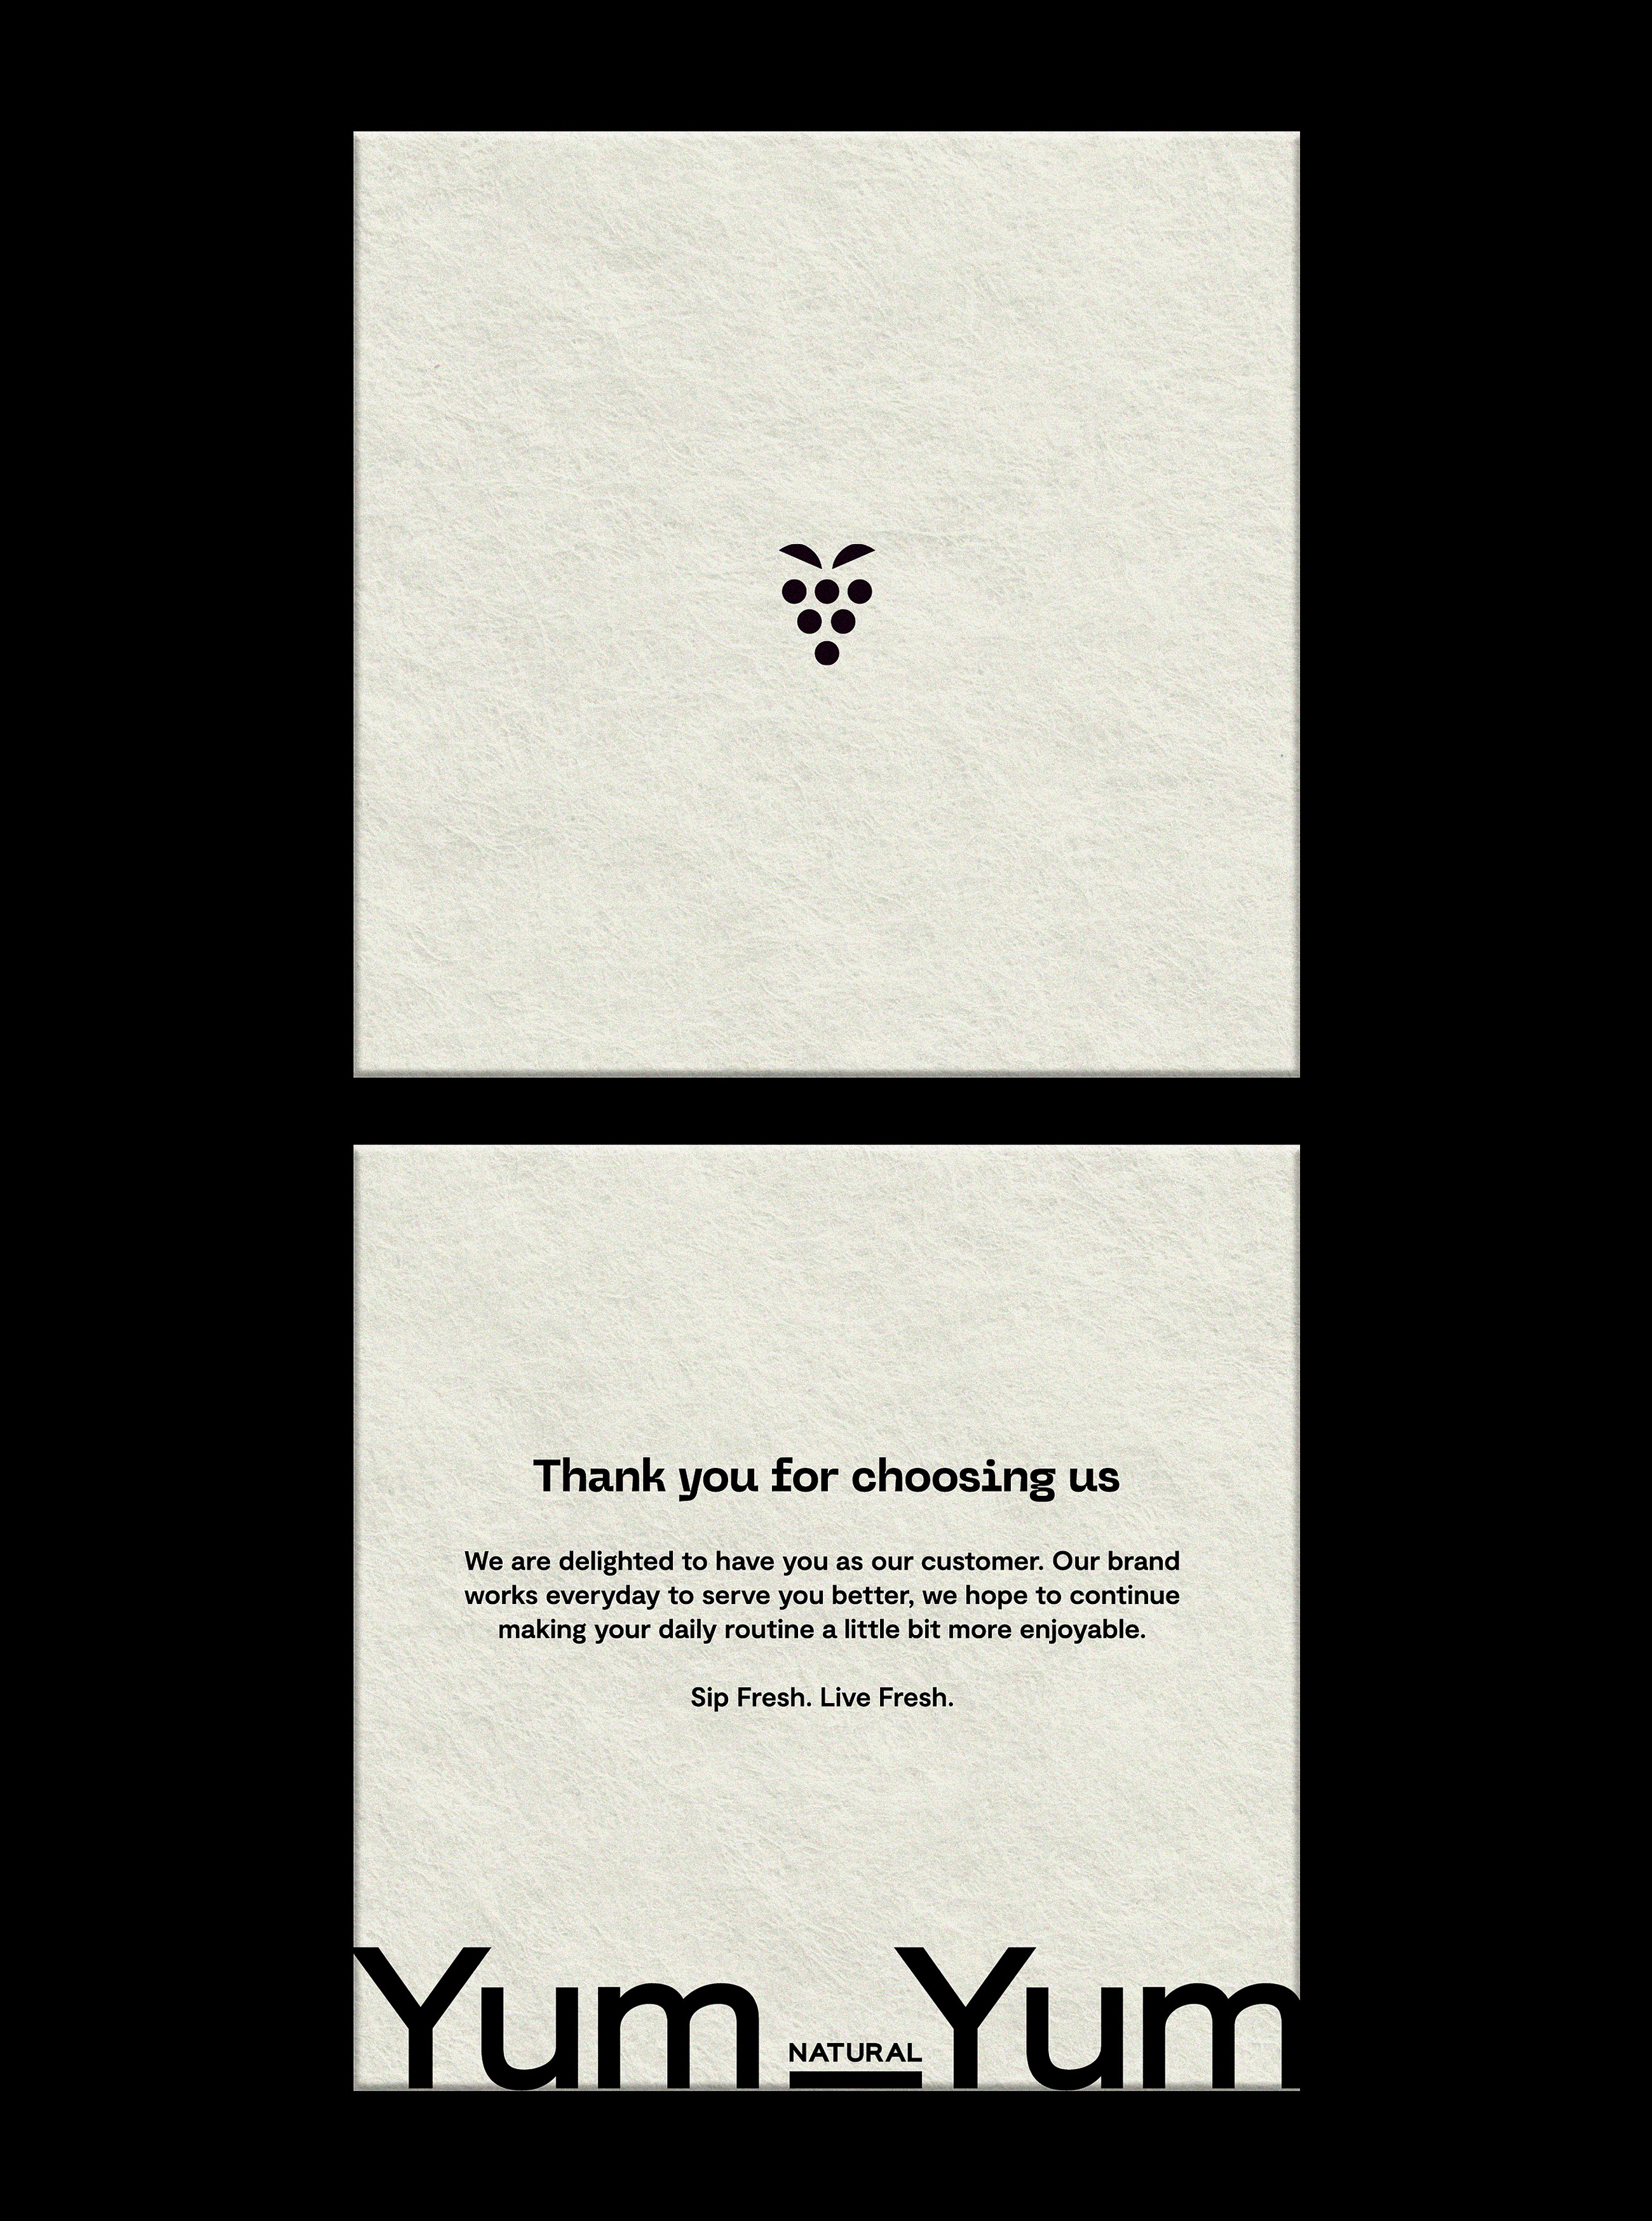 Thank you for choosing us
We are delighted to have you as our customer. Our brand
works everyday to serve you better, we hope to continue
making your daily routine a little bit more enjoyable.
Sip Fresh. Live Fresh.
Yum_Yum
NATURAL